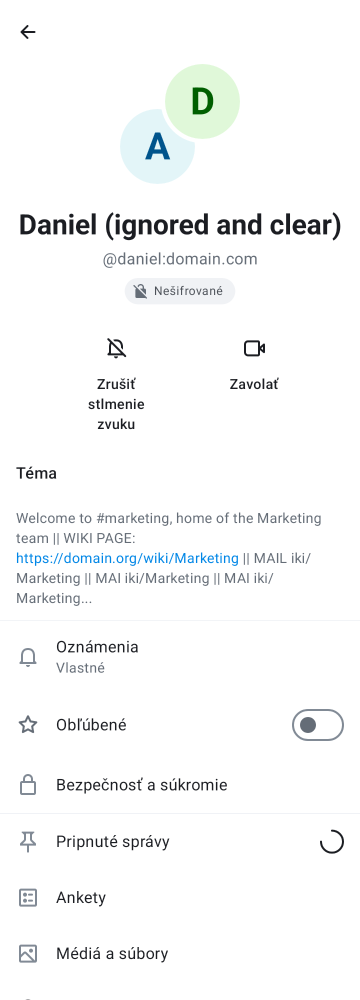 D
A
Daniel (ignored and clear)
@daniel:domain.com
Nešifrované
Zrušiť
stlmenie
zvuku
Zavolať
Téma
Welcome to #marketing, home of the Marketing
team || WIKI PAGE:
https://domain.org/wiki/Marketing || MAIL iki/
Marketing || MAI iki/Marketing || MAI iki/
Marketing...
Oznámenia
Vlastné
Obľúbené
Bezpečnosť a súkromie
Pripnuté správy
Ankety
Médiá a súbory